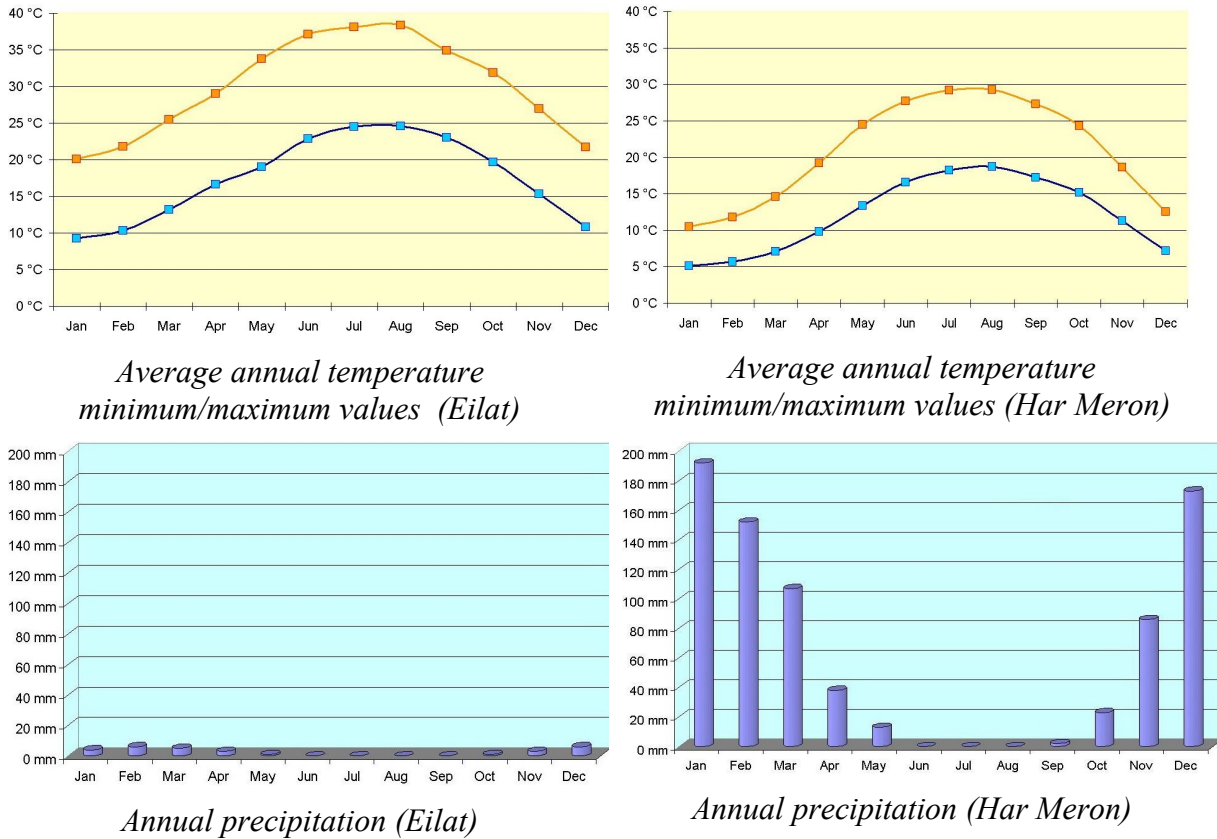 40 °C
35 °C
30 °C
25 °C
20 °C
15 °C
10 °C
5 °C
0 °C
Jan Feb Mar Apr May Jun Jul Aug Sep Oct Nov Dec
Average annual temperature
minimum/maximum values (Eilat)
40 °C
35 °C
30 °C
25 °C
20 °C
15 °C
10 °C
5 °C
0 °C
Jan Feb Mar Apr May Jun Jul Aug Sep Oct Nov Dec
Average annual temperature
minimum/maximum values (Har Meron)
200 mm
180 mm
160 mm
140 mm
120 mm
100 mm
80 mm
60 mm
40 mm
20 mm
0 mm
Jan Feb Mar Apr May Jun Jul Aug Sep Oct Nov Dec
Annual precipitation (Eilat)
200 mm
180 mm
160 mm
140 mm
120 mm
100 mm
80 mm
60 mm
40 mm
20 mm
0 mm
Jan Feb Mar Apr May Jun Jul Aug Sep Oct Nov Dec
Annual precipitation (Har Meron)